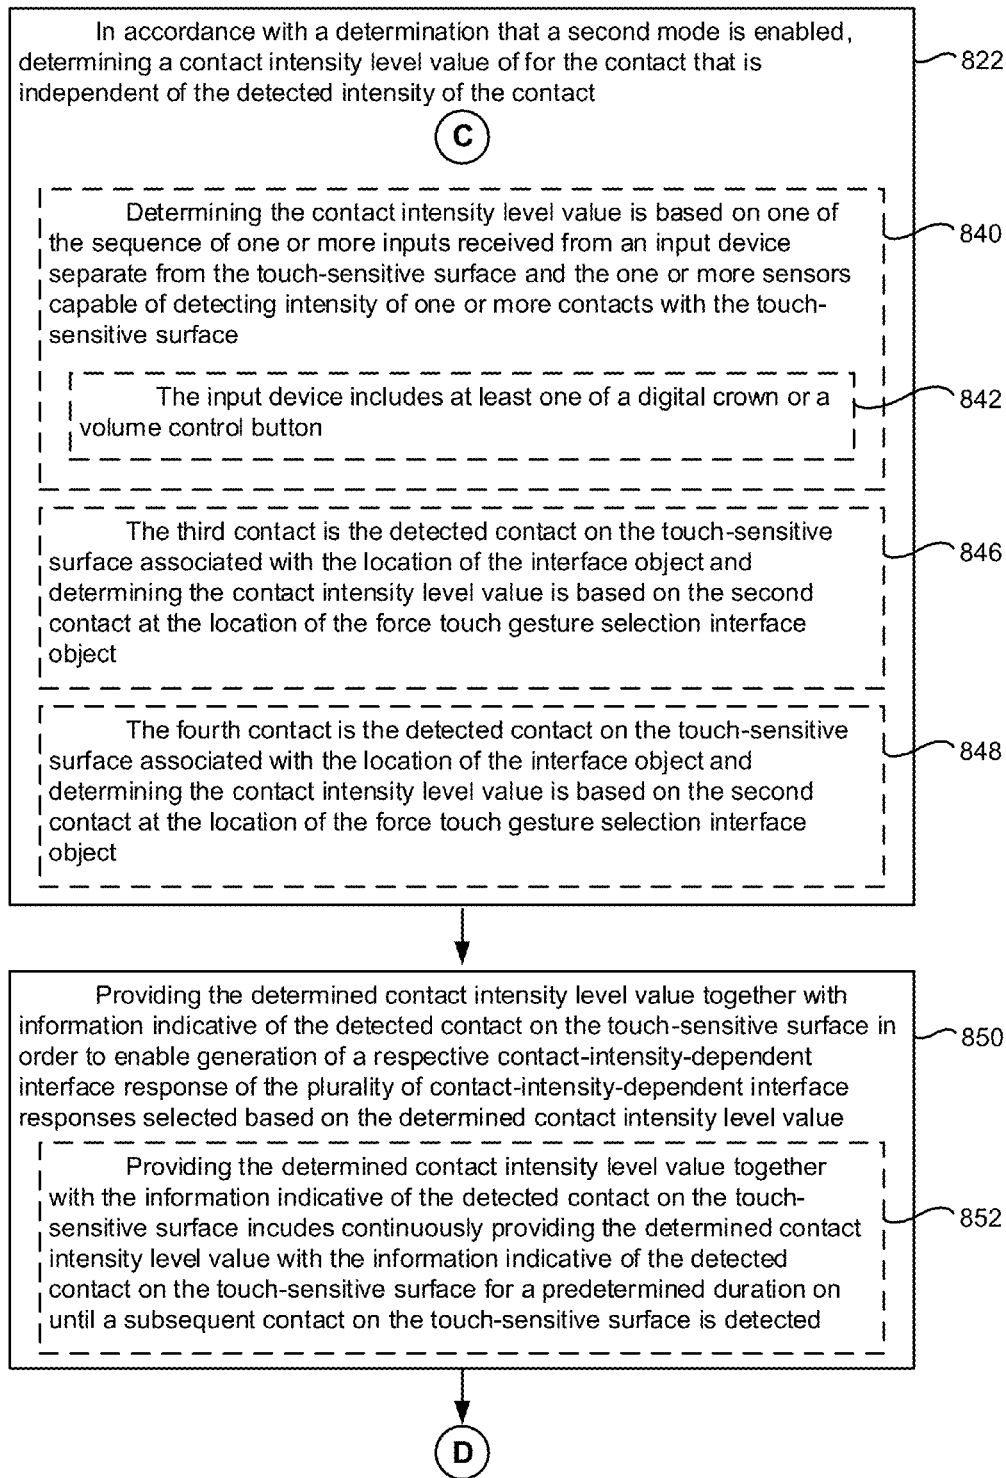 In accordance with a determination that a second mode is enabled,
determining a contact intensity level value of for the contact that is
independent of the detected intensity of the contact
822
C
Determining the contact intensity level value is based on one of
the sequence of one or more inputs received from an input device
separate from the touch-sensitive surface and the one or more sensors
capable of detecting intensity of one or more contacts with the touch-
sensitive surface
840
The input device includes at least one of a digital crown or a
volume control button
842
The third contact is the detected contact on the touch-sensitive
surface associated with the location of the interface object and
determining the contact intensity level value is based on the second
contact at the location of the force touch gesture selection interface
object
846
The fourth contact is the detected contact on the touch-sensitive
surface associated with the location of the interface object and
determining the contact intensity level value is based on the second
contact at the location of the force touch gesture selection interface
object
848
Providing the determined contact intensity level value together with
information indicative of the detected contact on the touch-sensitive surface in
order to enable generation of a respective contact-intensity-dependent
interface response of the plurality of contact-intensity-dependent interface
responses selected based on the determined contact intensity level value
850
Providing the determined contact intensity level value together
with the information indicative of the detected contact on the touch-
sensitive surface incudes continuously providing the determined contact
intensity level value with the information indicative of the detected
contact on the touch-sensitive surface for a predetermined duration on
until a subsequent contact on the touch-sensitive surface is detected
852
D